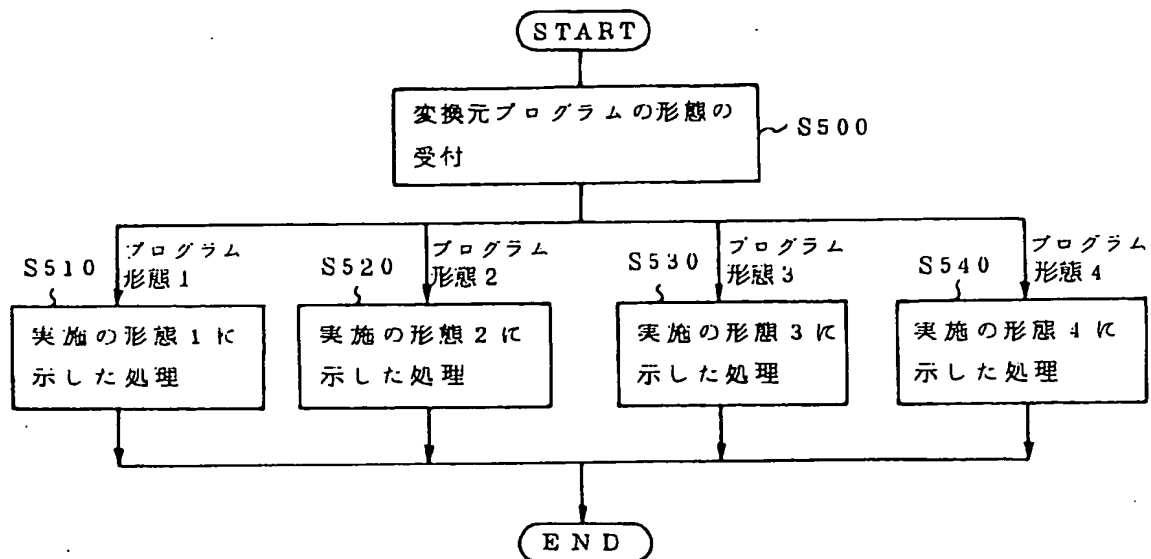 START
変換元プログラムの形態の
受付
S500
S510
プログラム
形態1
S520
プログラム
形態2
S530
プログラム
形態3
S540
プログラム
形態4
実施の形態1に
示した処理
実施の形態2に
示した処理
実施の形態3に
示した処理
実施の形態4に
示した処理
END